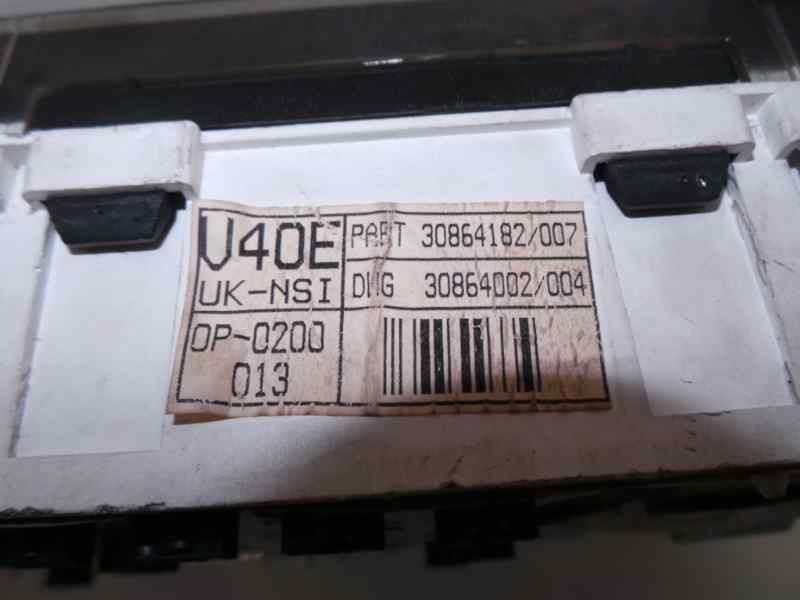 V40E
UK-NSI
PART 30864182/007
DWG 30864002/004
OP-0200
013